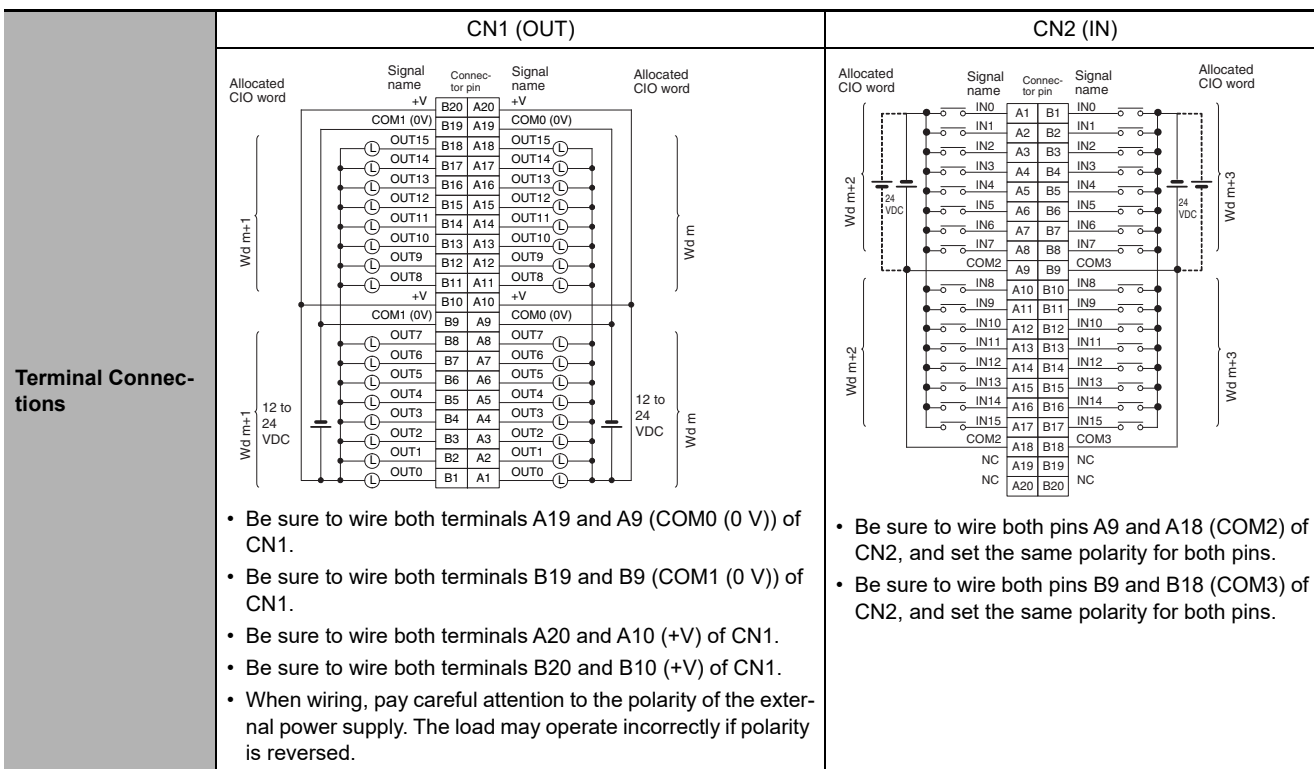 CN1 (OUT)
CN2 (IN)
Terminal Connec-
tions
Allocated
CIO word
Signal
name
Connec-
tor pin
Signal
name
Allocated
CIO word
+V B20 A20 +V
COM1 (0V) B19 A19 COM0 (0V)
OUT15 L B18 A18 OUT15 L
OUT14 L B17 A17 OUT14 L
OUT13 L B16 A16 OUT13 L
OUT12 L B15 A15 OUT12 L
OUT11 L B14 A14 OUT11 L
OUT10 L B13 A13 OUT10 L
OUT9 L B12 A12 OUT9 L
OUT8 L B11 A11 OUT8 L
Wd m+1
Wd m
+V B10 A10 +V
COM1 (0V) B9 A9 COM0 (0V)
OUT7 L B8 A8 OUT7 L
OUT6 L B7 A7 OUT6 L
OUT5 L B6 A6 OUT5 L
OUT4 L B5 A5 OUT4 L
OUT3 L B4 A4 OUT3 L
OUT2 L B3 A3 OUT2 L
OUT1 L B2 A2 OUT1 L
OUT0 L B1 A1 OUT0 L
Wd m+1
12 to
24
VDC
12 to
24
VDC
Wd m
• Be sure to wire both terminals A19 and A9 (COM0 (0 V)) of
CN1.
• Be sure to wire both terminals B19 and B9 (COM1 (0 V)) of
CN1.
• Be sure to wire both terminals A20 and A10 (+V) of CN1.
• Be sure to wire both terminals B20 and B10 (+V) of CN1.
• When wiring, pay careful attention to the polarity of the exter-
nal power supply. The load may operate incorrectly if polarity
is reversed.
Allocated
CIO word
Signal
name
Connec-
tor pin
Signal
name
Allocated
CIO word
IN0 A1 B1 IN0
IN1 A2 B2 IN1
IN2 A3 B3 IN2
IN3 A4 B4 IN3
IN4 A5 B5 IN4
IN5 A6 B6 IN5
IN6 A7 B7 IN6
IN7 A8 B8 IN7
Wd m+2
24
VDC
24
VDC
Wd m+3
COM2 A9 B9 COM3
IN8 A10 B10 IN8
IN9 A11 B11 IN9
IN10 A12 B12 IN10
IN11 A13 B13 IN11
IN12 A14 B14 IN12
IN13 A15 B15 IN13
IN14 A16 B16 IN14
IN15 A17 B17 IN15
Wd m+2
Wd m+3
COM2 A18 B18 COM3
NC A19 B19 NC
NC A20 B20 NC
• Be sure to wire both pins A9 and A18 (COM2) of
CN2, and set the same polarity for both pins.
• Be sure to wire both pins B9 and B18 (COM3) of
CN2, and set the same polarity for both pins.